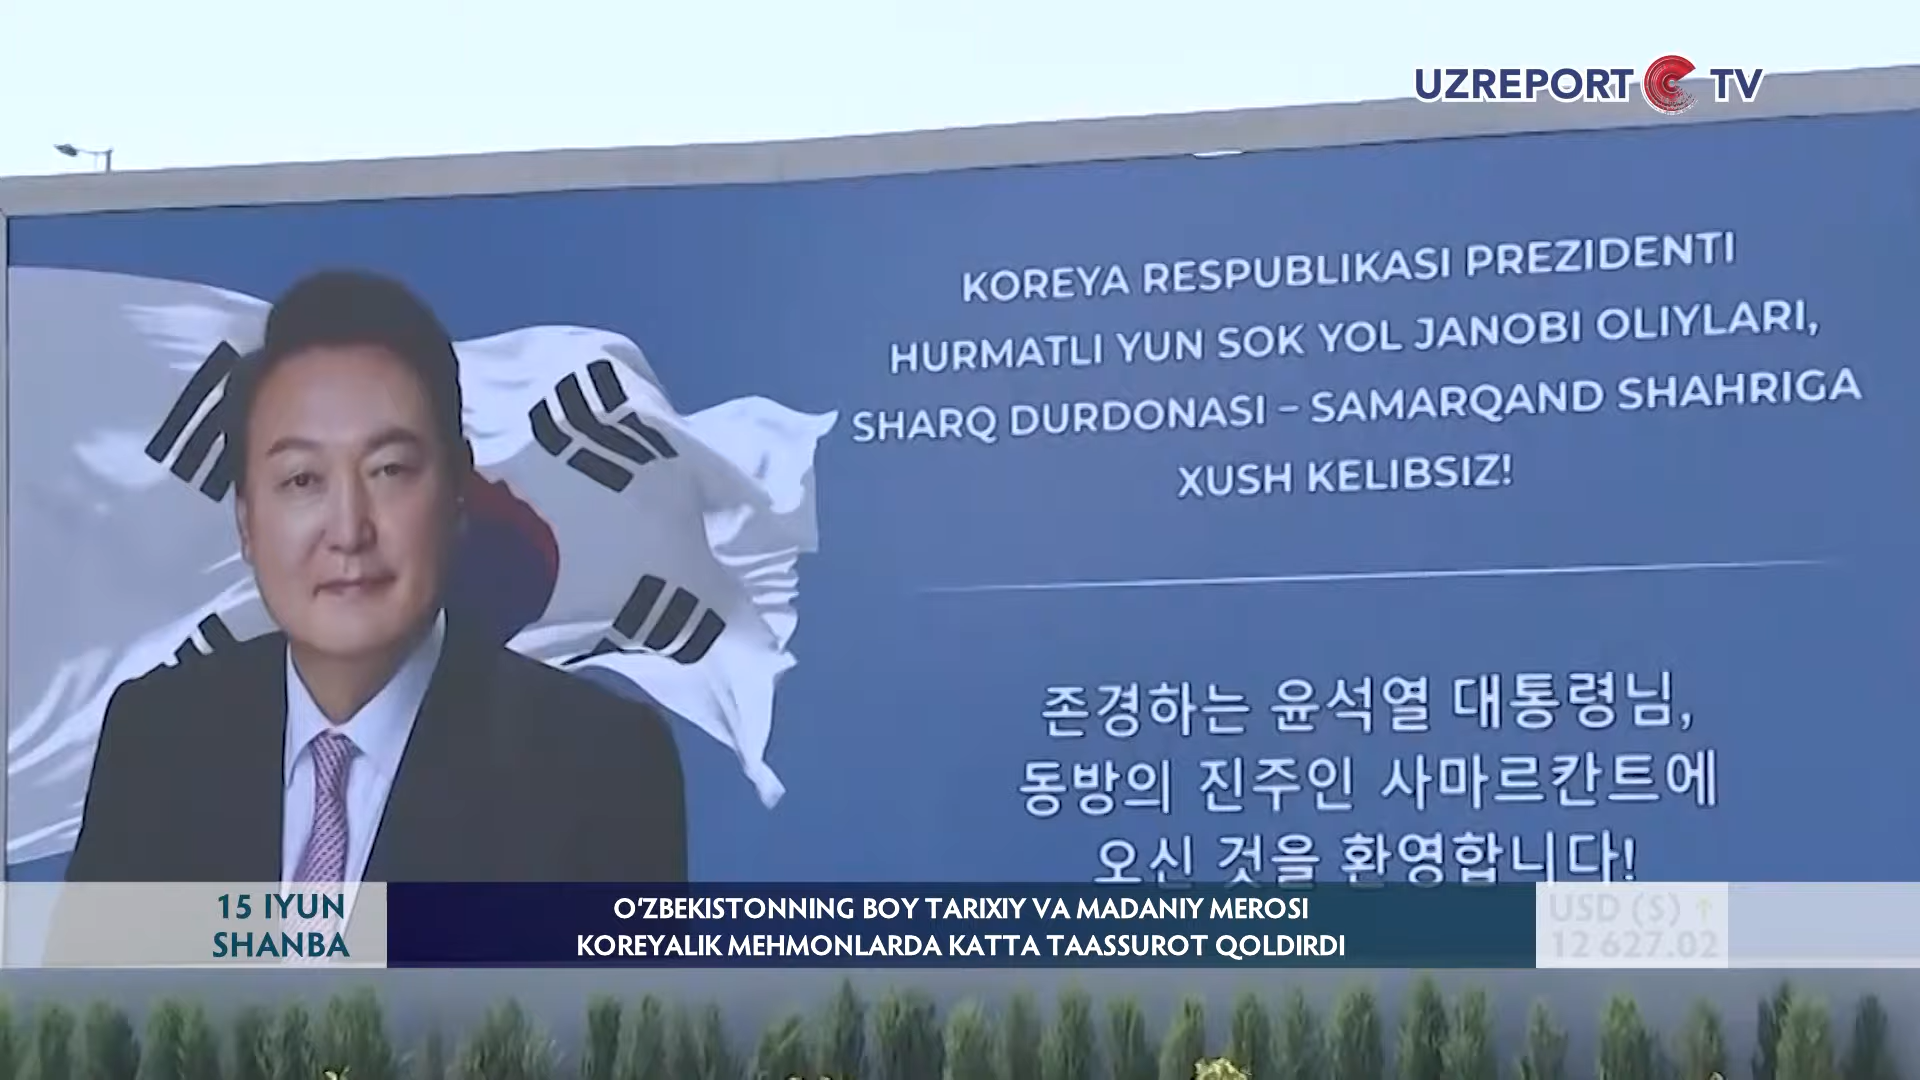 UZREPORT TV
KOREYA RESPUBLIKASI PREZIDENTI
HURMATLI YUN SOK YOL JANOBI OLIYLARI,
SHARQ DURDONASI – SAMARQAND SHAHRIGA
XUSH KELIBSIZ!
존경하는 윤석열 대통령님,
동방의 진주인 사마르칸트에
오신 것을 환영합니다!
15 IYUN
SHANBA
O‘ZBEKISTONNING BOY TARIXIY VA MADANIY MEROSI
KOREYALIK MEHMONLARDA KATTA TAASSUROT QOLDIRDI
USD ($) ↑
12 627.02